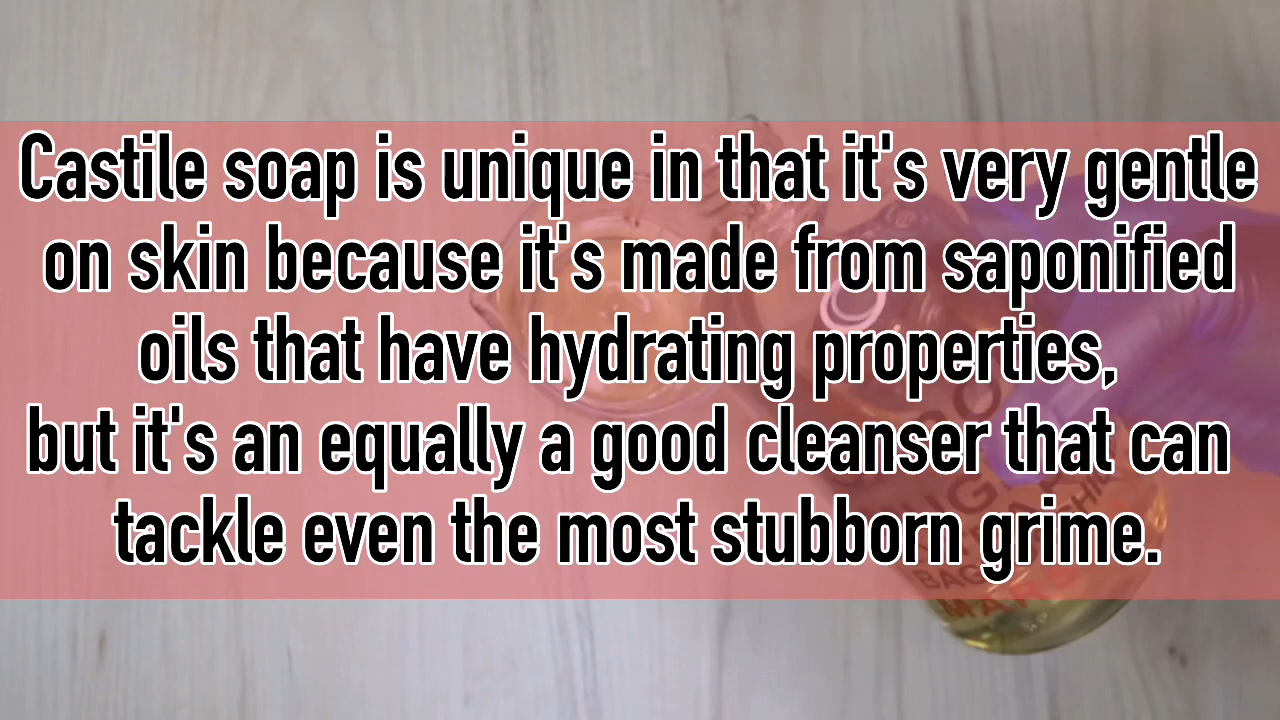 Castile soap is unique in that it's very gentle
on skin because it's made from saponified
oils that have hydrating properties,
but it's an equally a good cleanser that can
tackle even the most stubborn grime.